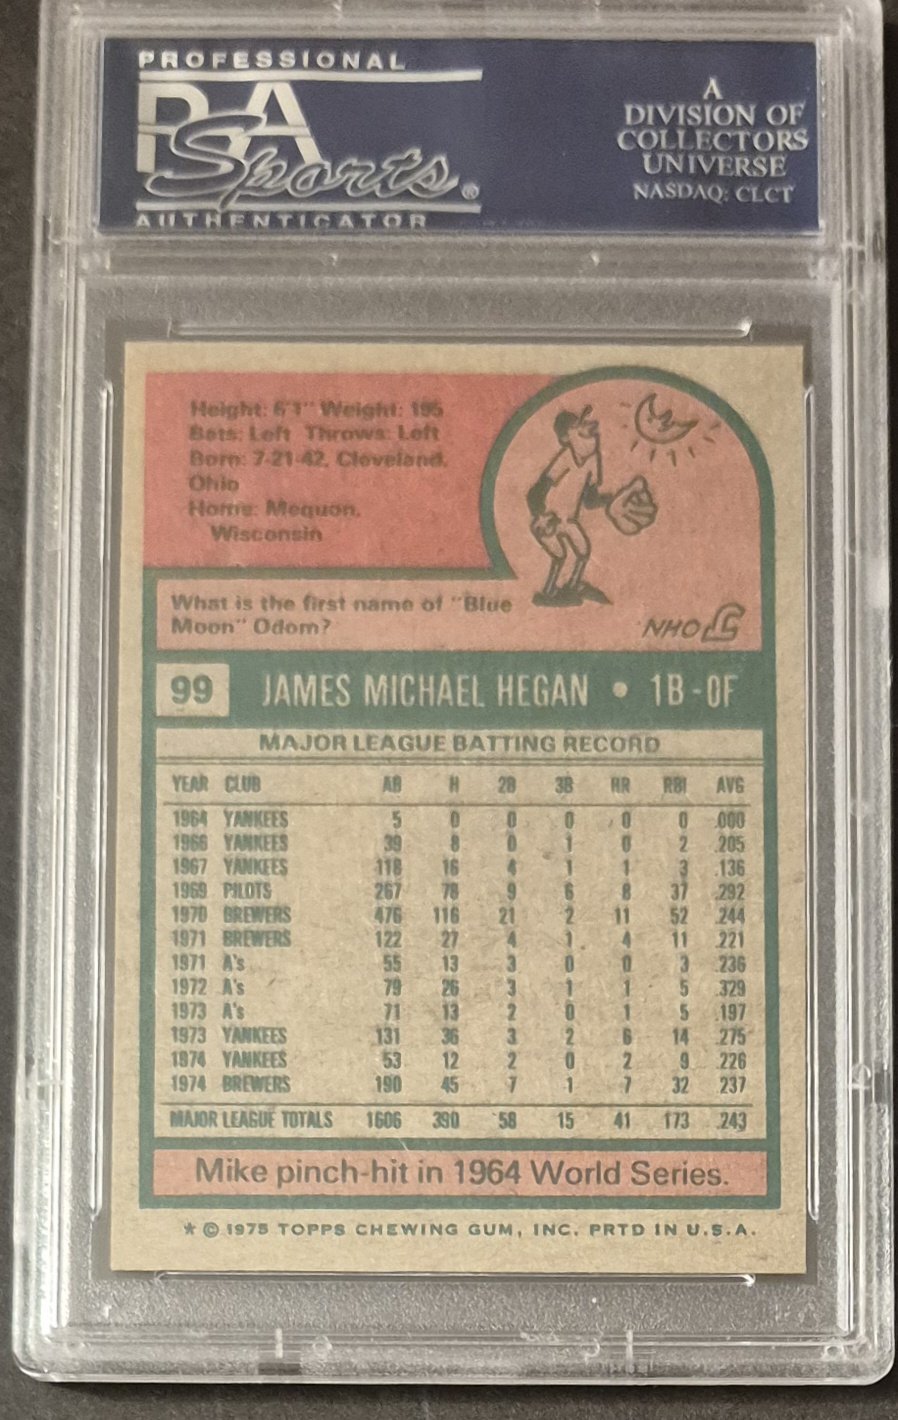 PROFESSIONAL
PSA
Sports®
AUTHENTICATOR
A
DIVISION OF
COLLECTORS
UNIVERSE
NASDAQ: CLCT
Height: 6'1" Weight: 195
Bats: Left Throws: Left
Born: 7-21-42, Cleveland,
Ohio
Home: Mequon,
Wisconsin
What is the first name of "Blue
Moon" Odom?
JOHN
99 JAMES MICHAEL HEGAN • 1B-OF
MAJOR LEAGUE BATTING RECORD
YEAR CLUB AB H 2B 3B HR RBI AVG
1964 YANKEES 5 0 0 0 0 0 .000
1966 YANKEES 39 8 0 1 0 2 .205
1967 YANKEES 118 16 4 1 1 3 .136
1969 PILOTS 267 78 9 6 8 37 .292
1970 BREWERS 476 116 21 2 11 52 .244
1971 BREWERS 122 27 4 1 4 11 .221
1971 A's 55 13 3 0 0 3 .236
1972 A's 79 26 3 1 1 5 .329
1973 A's 71 13 2 0 1 5 .197
1973 YANKEES 131 36 3 2 6 14 .275
1974 YANKEES 53 12 2 0 2 9 .226
1974 BREWERS 190 45 7 1 7 32 .237
MAJOR LEAGUE TOTALS 1606 390 58 15 41 173 .243
Mike pinch-hit in 1964 World Series.
* © 1975 TOPPS CHEWING GUM, INC. PRTD IN U.S.A.